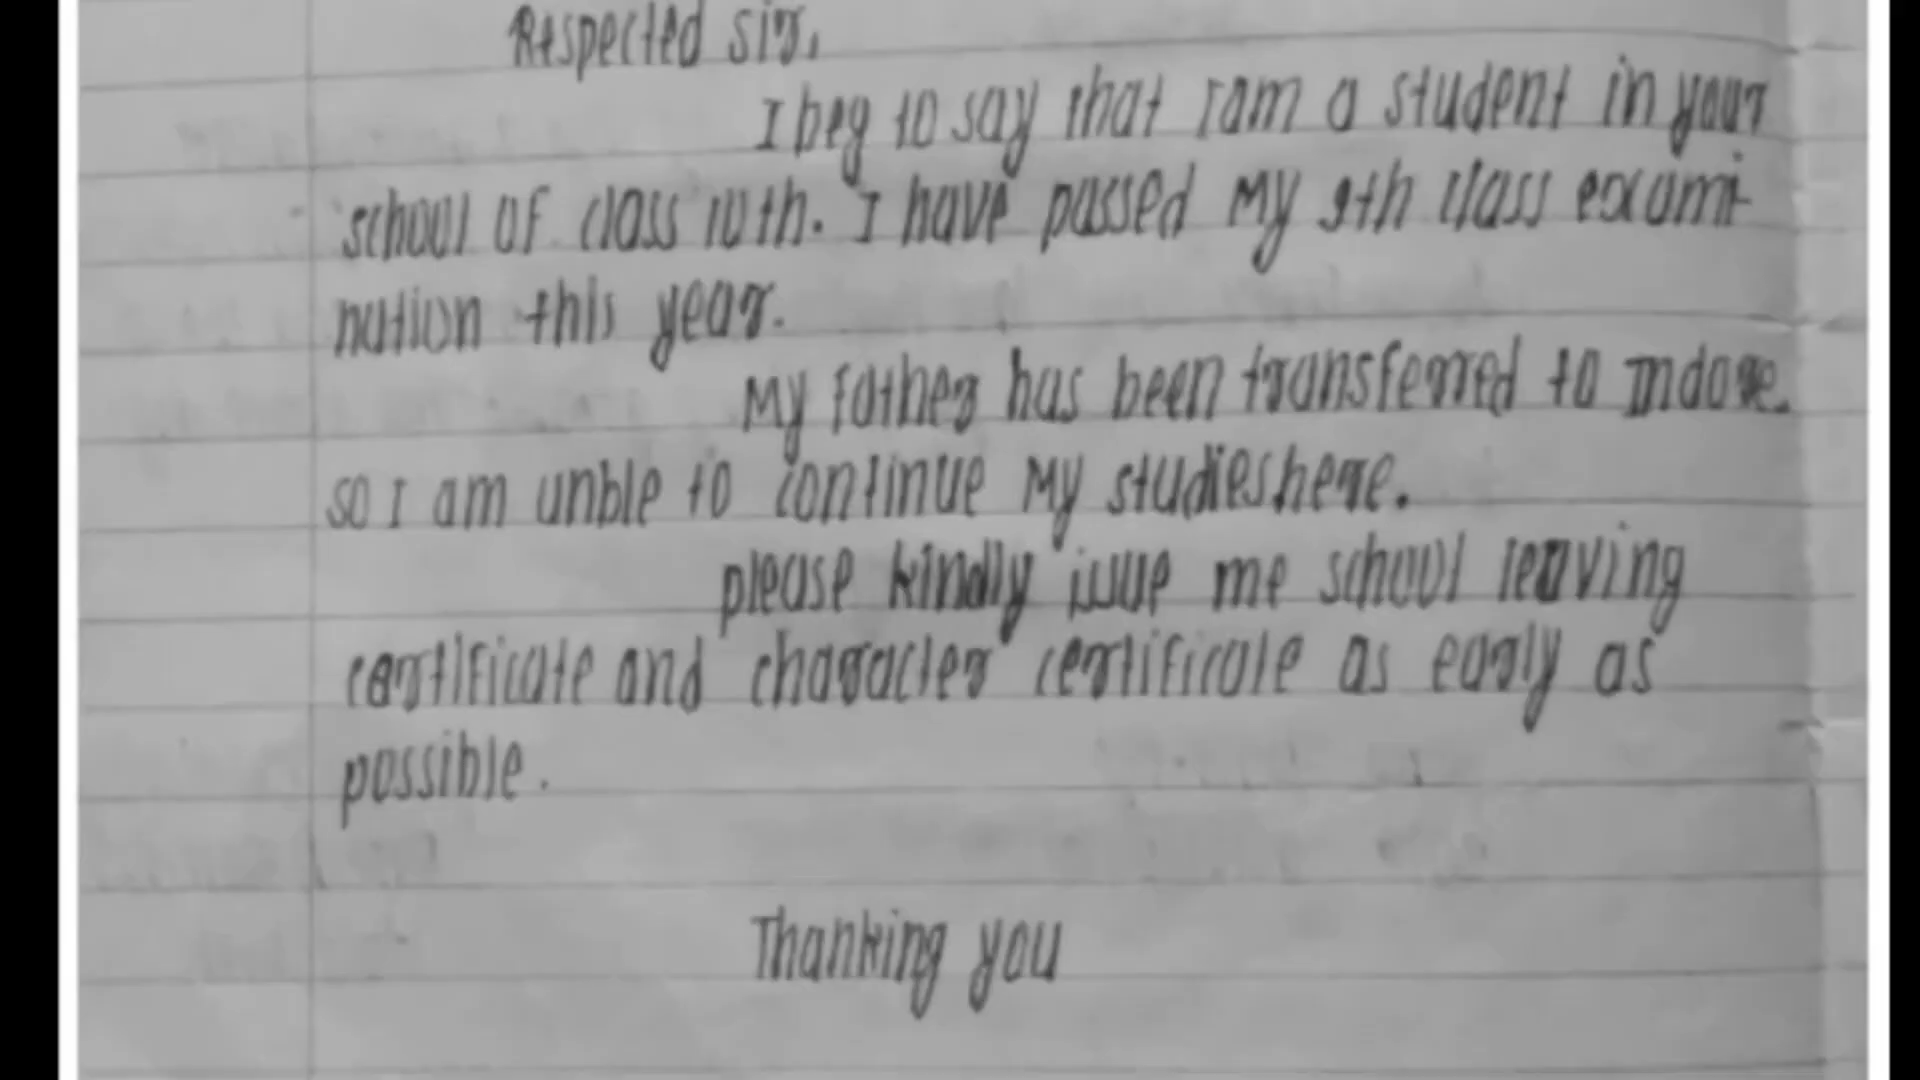 Respected sir,
I beg to say that I am a student in your
school of class 10th. I have passed My 9th class exami-
nation this year.
My father has been transferred to Indore.
so I am unble to continue My studies here.
please kindly issue me school leaving
certificate and character certificate as early as
possible.
Thanking you